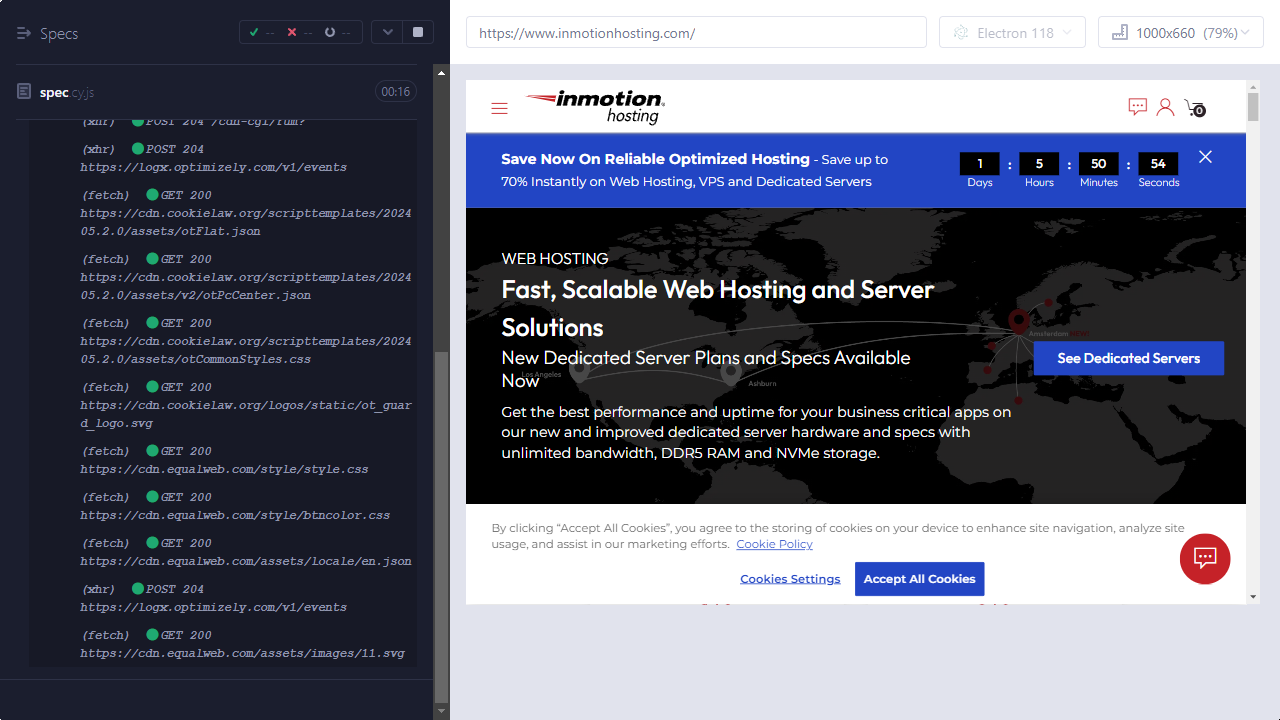 Specs
-- -- --
https://www.inmotionhosting.com/
Electron 118
1000x660 (79%)
spec.cy.js
00:16
(xhr) POST 204 /cdn-cgi/rum?
(xhr) POST 204
https://logx.optimizely.com/v1/events
(fetch) GET 200
https://cdn.cookielaw.org/scripttemplates/2024
05.2.0/assets/otFlat.json
(fetch) GET 200
https://cdn.cookielaw.org/scripttemplates/2024
05.2.0/assets/v2/otPcCenter.json
(fetch) GET 200
https://cdn.cookielaw.org/scripttemplates/2024
05.2.0/assets/otCommonStyles.css
(fetch) GET 200
https://cdn.cookielaw.org/logos/static/ot_guar
d_logo.svg
(fetch) GET 200
https://cdn.equalweb.com/style/style.css
(fetch) GET 200
https://cdn.equalweb.com/style/btncolor.css
(fetch) GET 200
https://cdn.equalweb.com/assets/locale/en.json
(xhr) POST 204
https://logx.optimizely.com/v1/events
(fetch) GET 200
https://cdn.equalweb.com/assets/images/11.svg
inmotion
hosting
0
Save Now On Reliable Optimized Hosting - Save up to
70% Instantly on Web Hosting, VPS and Dedicated Servers
1 : 5 : 50 : 54
Days Hours Minutes Seconds
WEB HOSTING
Fast, Scalable Web Hosting and Server
Solutions
New Dedicated Server Plans and Specs Available
Now
Los Angeles
Ashburn
Amsterdam
See Dedicated Servers
Get the best performance and uptime for your business critical apps on
our new and improved dedicated server hardware and specs with
unlimited bandwidth, DDR5 RAM and NVMe storage.
By clicking “Accept All Cookies”, you agree to the storing of cookies on your device to enhance site navigation, analyze site
usage, and assist in our marketing efforts. Cookie Policy
Cookies Settings
Accept All Cookies